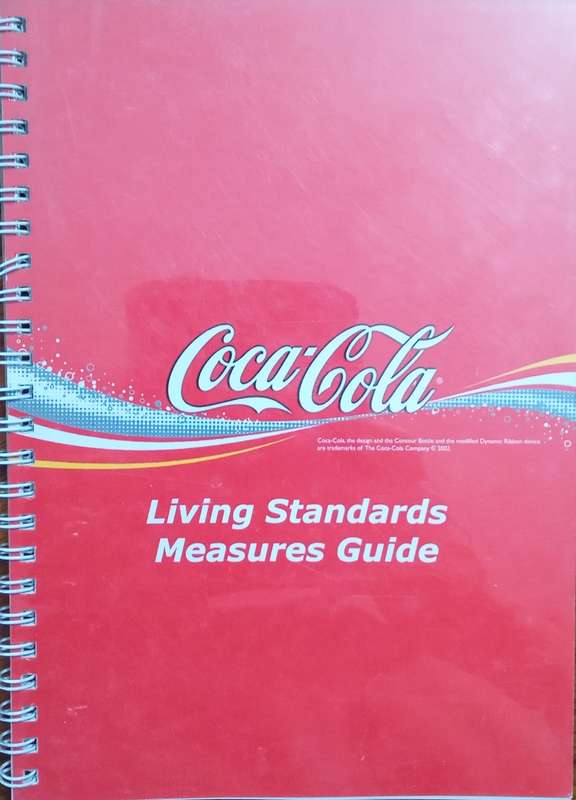 Coca-Cola
Coca-Cola, the design and the Contour Bottle and the modified Dynamic Ribbon device
are trademarks of The Coca-Cola Company © 2002.
Living Standards
Measures Guide